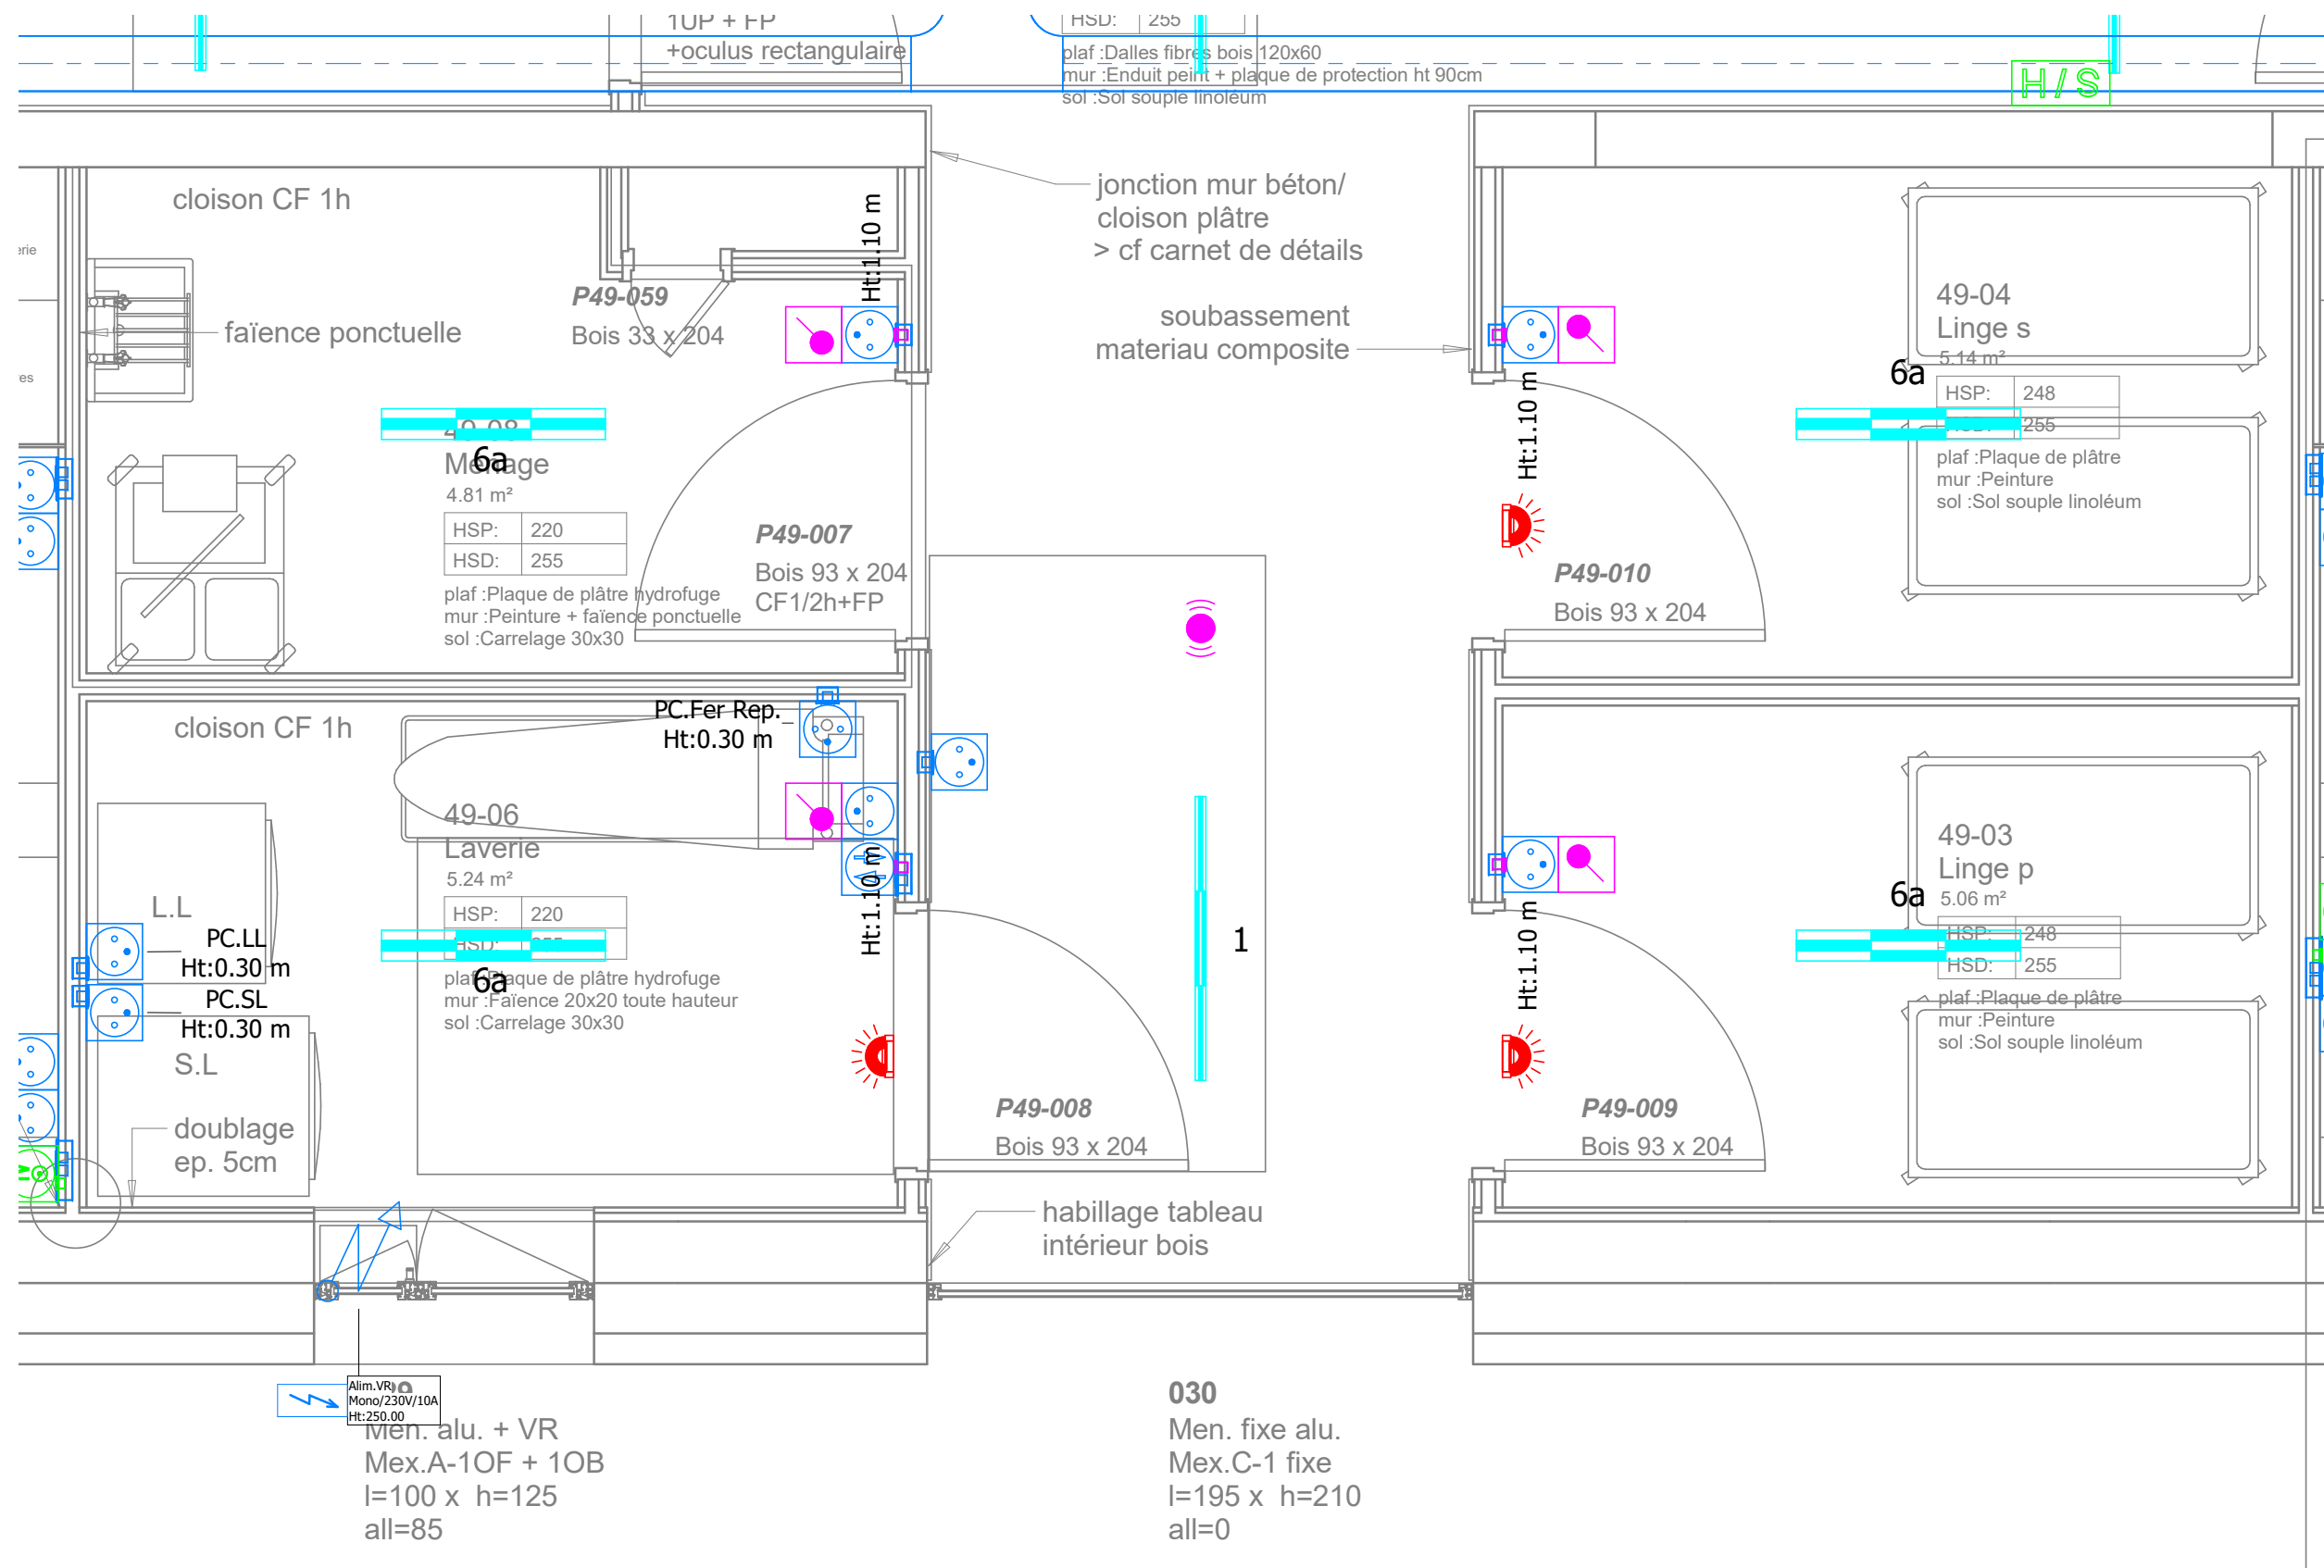 1UP + FP
+oculus rectangulaire
HSD: 255
plaf :Dalles fibres bois 120x60
mur :Enduit peint + plaque de protection ht 90cm
sol :Sol souple linoléum
H / S
cloison CF 1h
erie
res
faïence ponctuelle
P49-059
Bois 33 x 204
Ht:1.10 m
jonction mur béton/
cloison plâtre
> cf carnet de détails
soubassement
materiau composite
49-04
Linge s
5.14 m²
6a
HSP: 248
HSD: 255
plaf :Plaque de plâtre
mur :Peinture
sol :Sol souple linoléum
Ht:1.10 m
P49-010
Bois 93 x 204
49-08
Ménage
6a
4.81 m²
HSP: 220
HSD: 255
plaf :Plaque de plâtre hydrofuge
mur :Peinture + faïence ponctuelle
sol :Carrelage 30x30
P49-007
Bois 93 x 204
CF1/2h+FP
cloison CF 1h
PC.Fer Rep._
Ht:0.30 m
49-06
Laverie
5.24 m²
HSP: 220
HSD: 255
6a
plaf :Plaque de plâtre hydrofuge
mur :Faïence 20x20 toute hauteur
sol :Carrelage 30x30
Ht:1.10 m
L.L
PC.LL
Ht:0.30 m
PC.SL
Ht:0.30 m
S.L
doublage
ep. 5cm
1
P49-008
Bois 93 x 204
Ht:1.10 m
P49-009
Bois 93 x 204
49-03
Linge p
5.06 m²
6a
HSP: 248
HSD: 255
plaf :Plaque de plâtre
mur :Peinture
sol :Sol souple linoléum
habillage tableau
intérieur bois
Alim.VR
Mono/230V/10A
Ht:250.00
Men. alu. + VR
Mex.A-1OF + 1OB
l=100 x h=125
all=85
030
Men. fixe alu.
Mex.C-1 fixe
l=195 x h=210
all=0